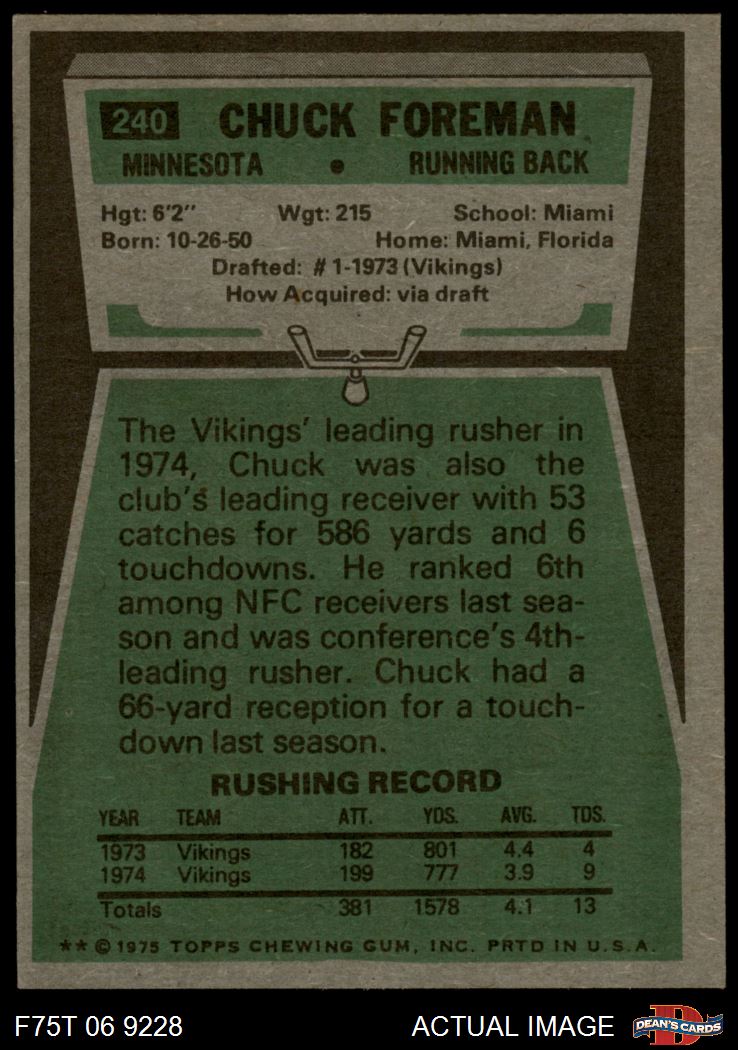 240 CHUCK FOREMAN
MINNESOTA • RUNNING BACK
Hgt: 6'2" Wgt: 215 School: Miami
Born: 10-26-50 Home: Miami, Florida
Drafted: #1-1973 (Vikings)
How Acquired: via draft
The Vikings' leading rusher in
1974, Chuck was also the
club's leading receiver with 53
catches for 586 yards and 6
touchdowns. He ranked 6th
among NFC receivers last sea-
son and was conference's 4th-
leading rusher. Chuck had a
66-yard reception for a touch-
down last season.
RUSHING RECORD
YEAR TEAM ATT. YDS. AVG. TDS.
1973 Vikings 182 801 4.4 4
1974 Vikings 199 777 3.9 9
Totals 381 1578 4.1 13
** © 1975 TOPPS CHEWING GUM, INC. PRTD IN U.S.A.
F75T 06 9228 ACTUAL IMAGE D DEAN'S CARDS